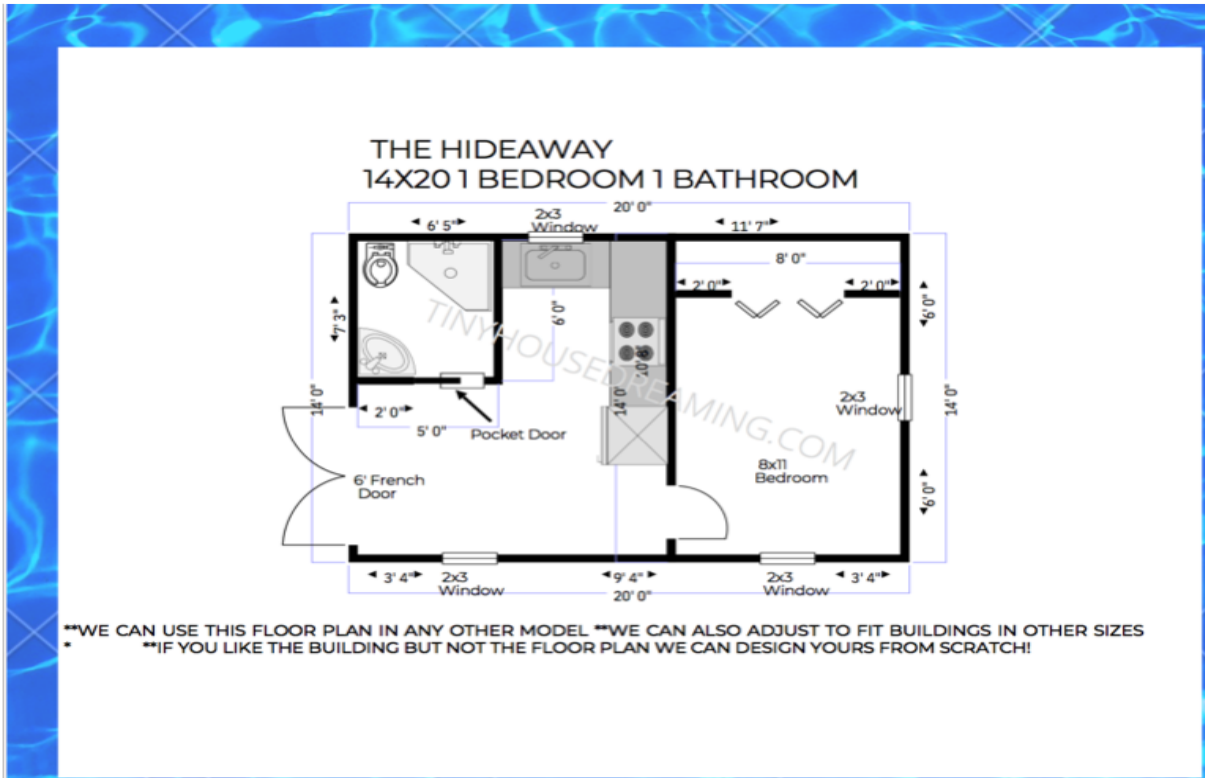 THE HIDEAWAY
14X20 1 BEDROOM 1 BATHROOM
20' 0"
2x3
Window
6' 5"
11' 7"
8' 0"
2' 0"
2' 0"
6' 0"
7' 3"
6' 0"
10' 8"
TINYHOUSEDREAMING.COM
14' 0"
14' 0"
14' 0"
2x3
Window
2' 0"
5' 0"
Pocket Door
8x11
Bedroom
6' French
Door
6' 0"
3' 4"
2x3
Window
9' 4"
2x3
Window
3' 4"
20' 0"
**WE CAN USE THIS FLOOR PLAN IN ANY OTHER MODEL **WE CAN ALSO ADJUST TO FIT BUILDINGS IN OTHER SIZES
* **IF YOU LIKE THE BUILDING BUT NOT THE FLOOR PLAN WE CAN DESIGN YOURS FROM SCRATCH!